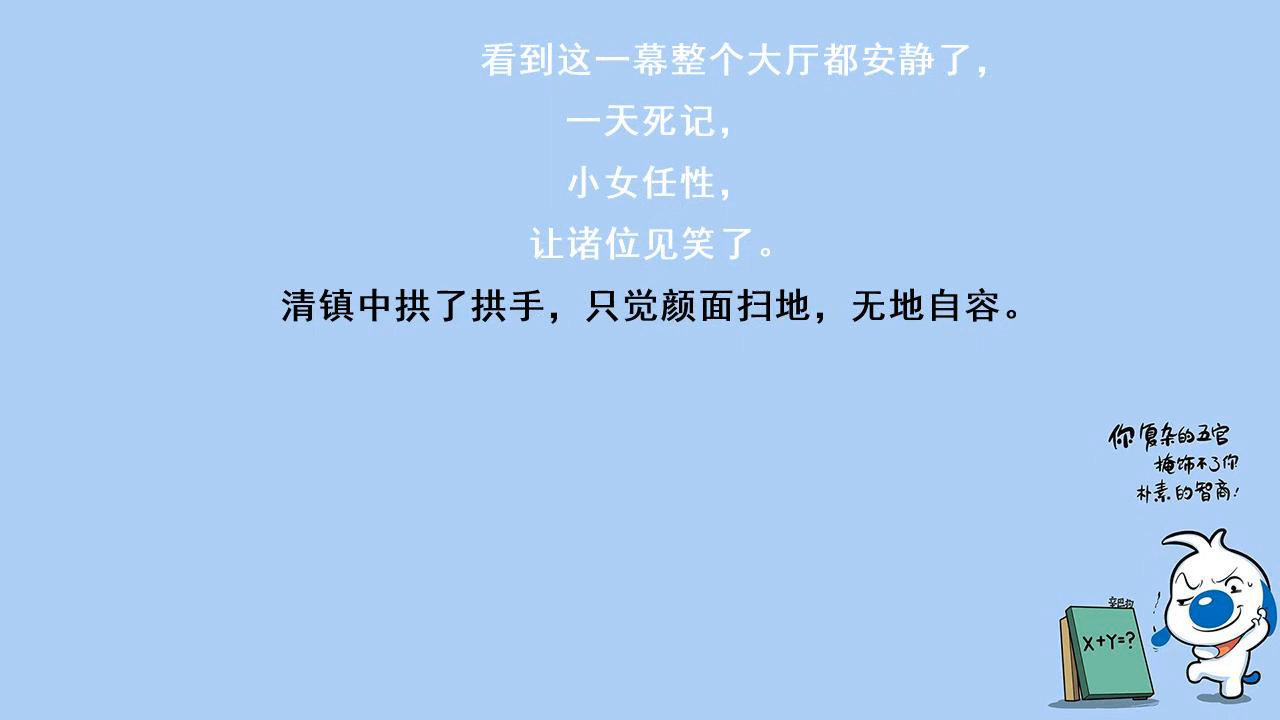 看到这一幕整个大厅都安静了，
一天死记，
小女任性，
让诸位见笑了。
清镇中拱了拱手，只觉颜面扫地，无地自容。
你复杂的五官
掩饰不了你
朴素的智商！
X+Y=?